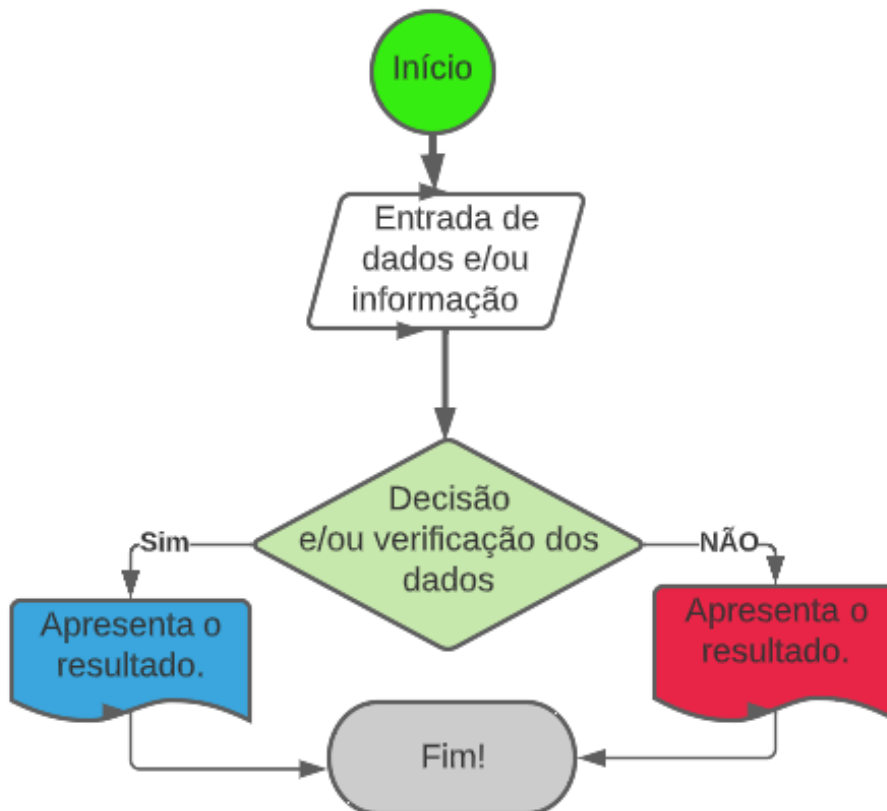 Início
Entrada de
dados e/ou
informação
Decisão
e/ou verificação dos
dados
Sim
NÃO
Apresenta o
resultado.
Apresenta o
resultado.
Fim!